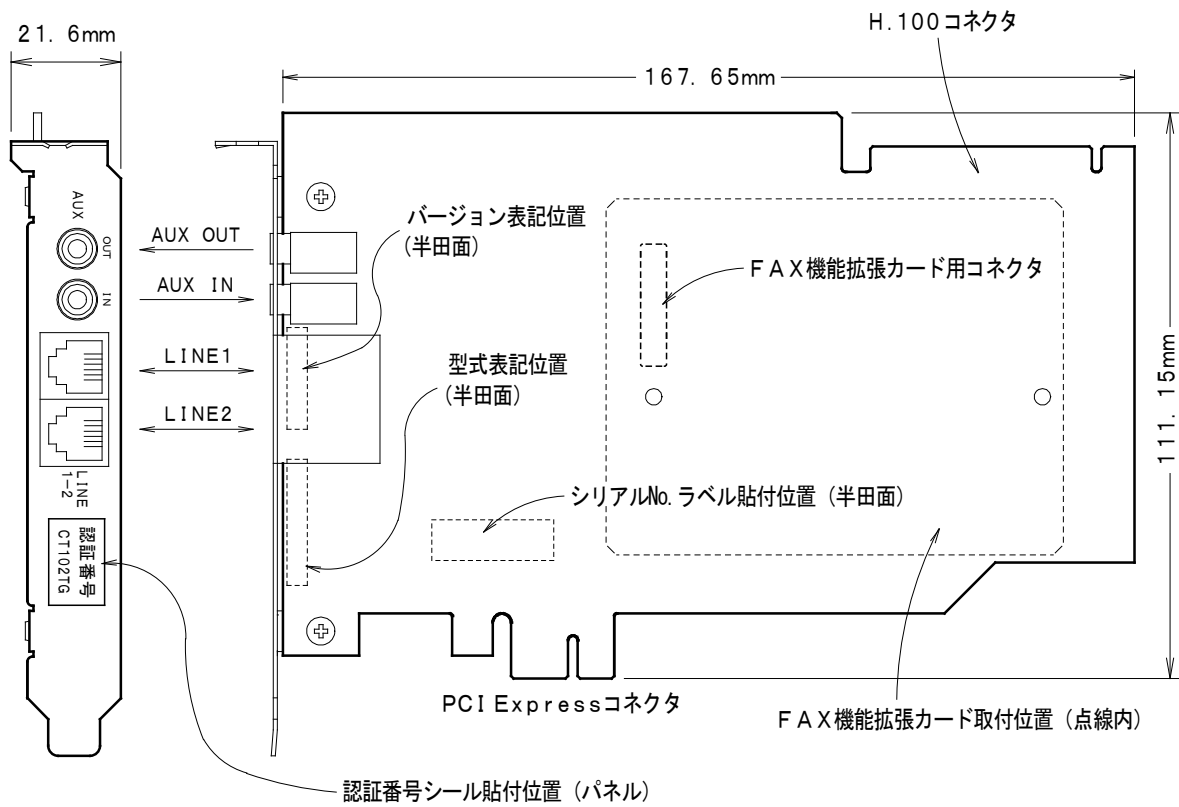 21. 6mm
H.100コネクタ
167. 65mm
AUX
OUT
IN
バージョン表記位置
(半田面)
AUX OUT
AUX IN
FAX機能拡張カード用コネクタ
LINE1
型式表記位置
(半田面)
LINE2
111. 15mm
LINE
1-2
シリアルNo.ラベル貼付位置（半田面）
認証番号
CT102TG
PCI Expressコネクタ
FAX機能拡張カード取付位置（点線内）
認証番号シール貼付位置（パネル）